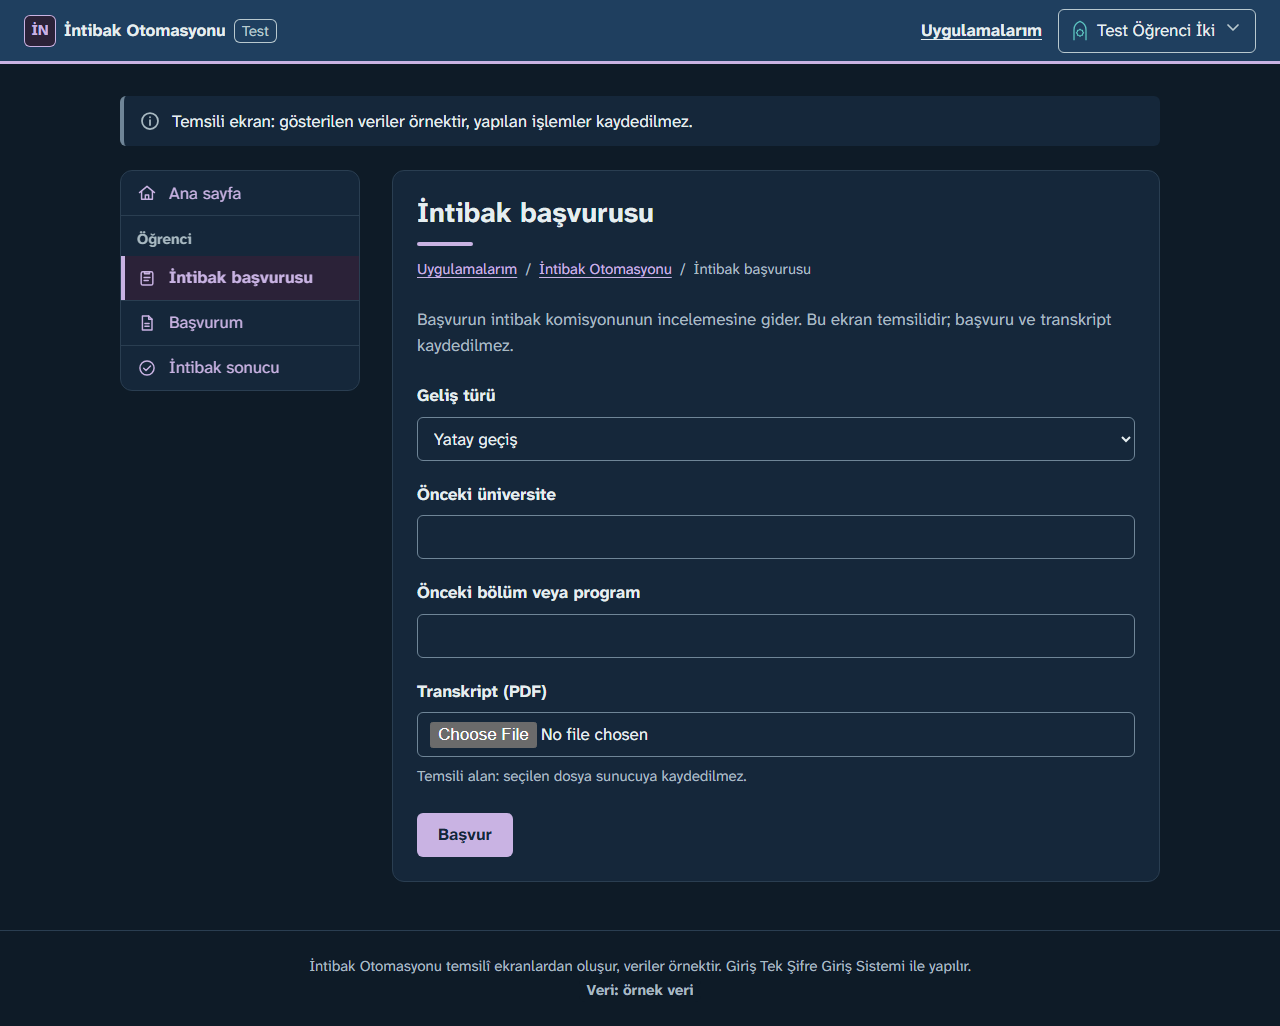 İN İntibak Otomasyonu Test
Uygulamalarım
Test Öğrenci İki
Temsili ekran: gösterilen veriler örnektir, yapılan işlemler kaydedilmez.
Ana sayfa
Öğrenci
İntibak başvurusu
Başvurum
İntibak sonucu
İntibak başvurusu
Uygulamalarım / İntibak Otomasyonu / İntibak başvurusu
Başvurun intibak komisyonunun incelemesine gider. Bu ekran temsilidir; başvuru ve transkript
kaydedilmez.
Geliş türü
Yatay geçiş
Önceki üniversite
Önceki bölüm veya program
Transkript (PDF)
Choose File No file chosen
Temsili alan: seçilen dosya sunucuya kaydedilmez.
Başvur
İntibak Otomasyonu temsilî ekranlardan oluşur, veriler örnektir. Giriş Tek Şifre Giriş Sistemi ile yapılır.
Veri: örnek veri